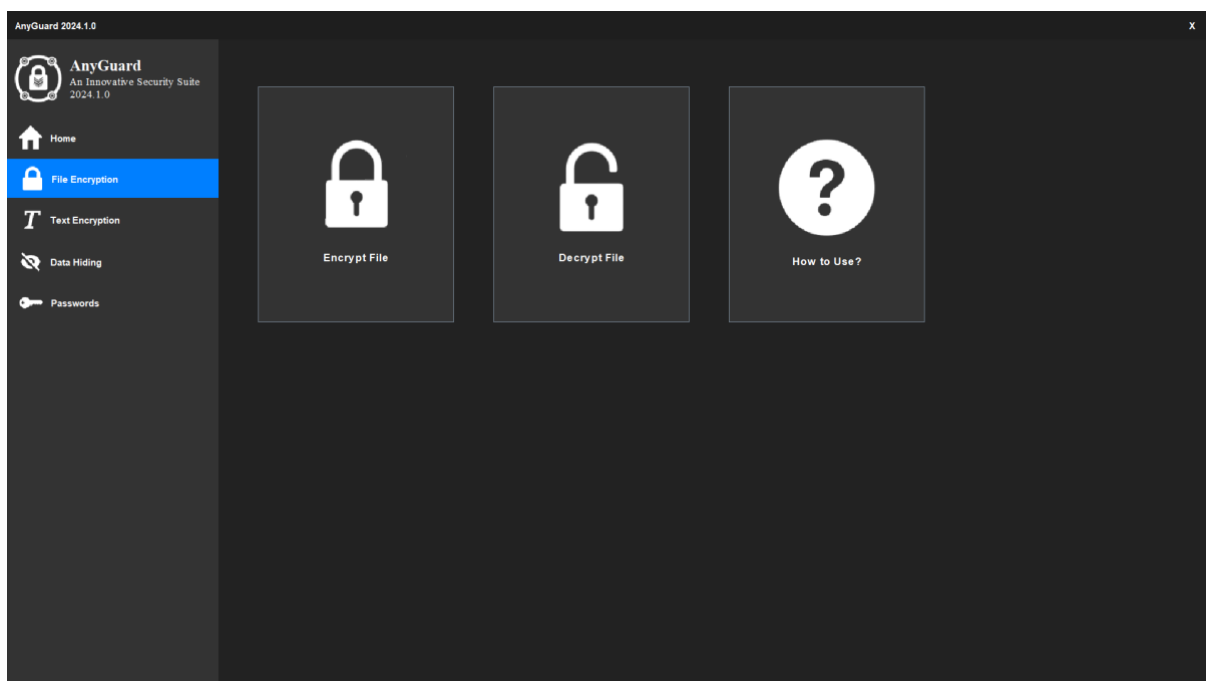 AnyGuard 2024.1.0
X
AnyGuard
An Innovative Security Suite
2024.1.0
Home
File Encryption
Text Encryption
Data Hiding
Passwords
Encrypt File
Decrypt File
How to Use?